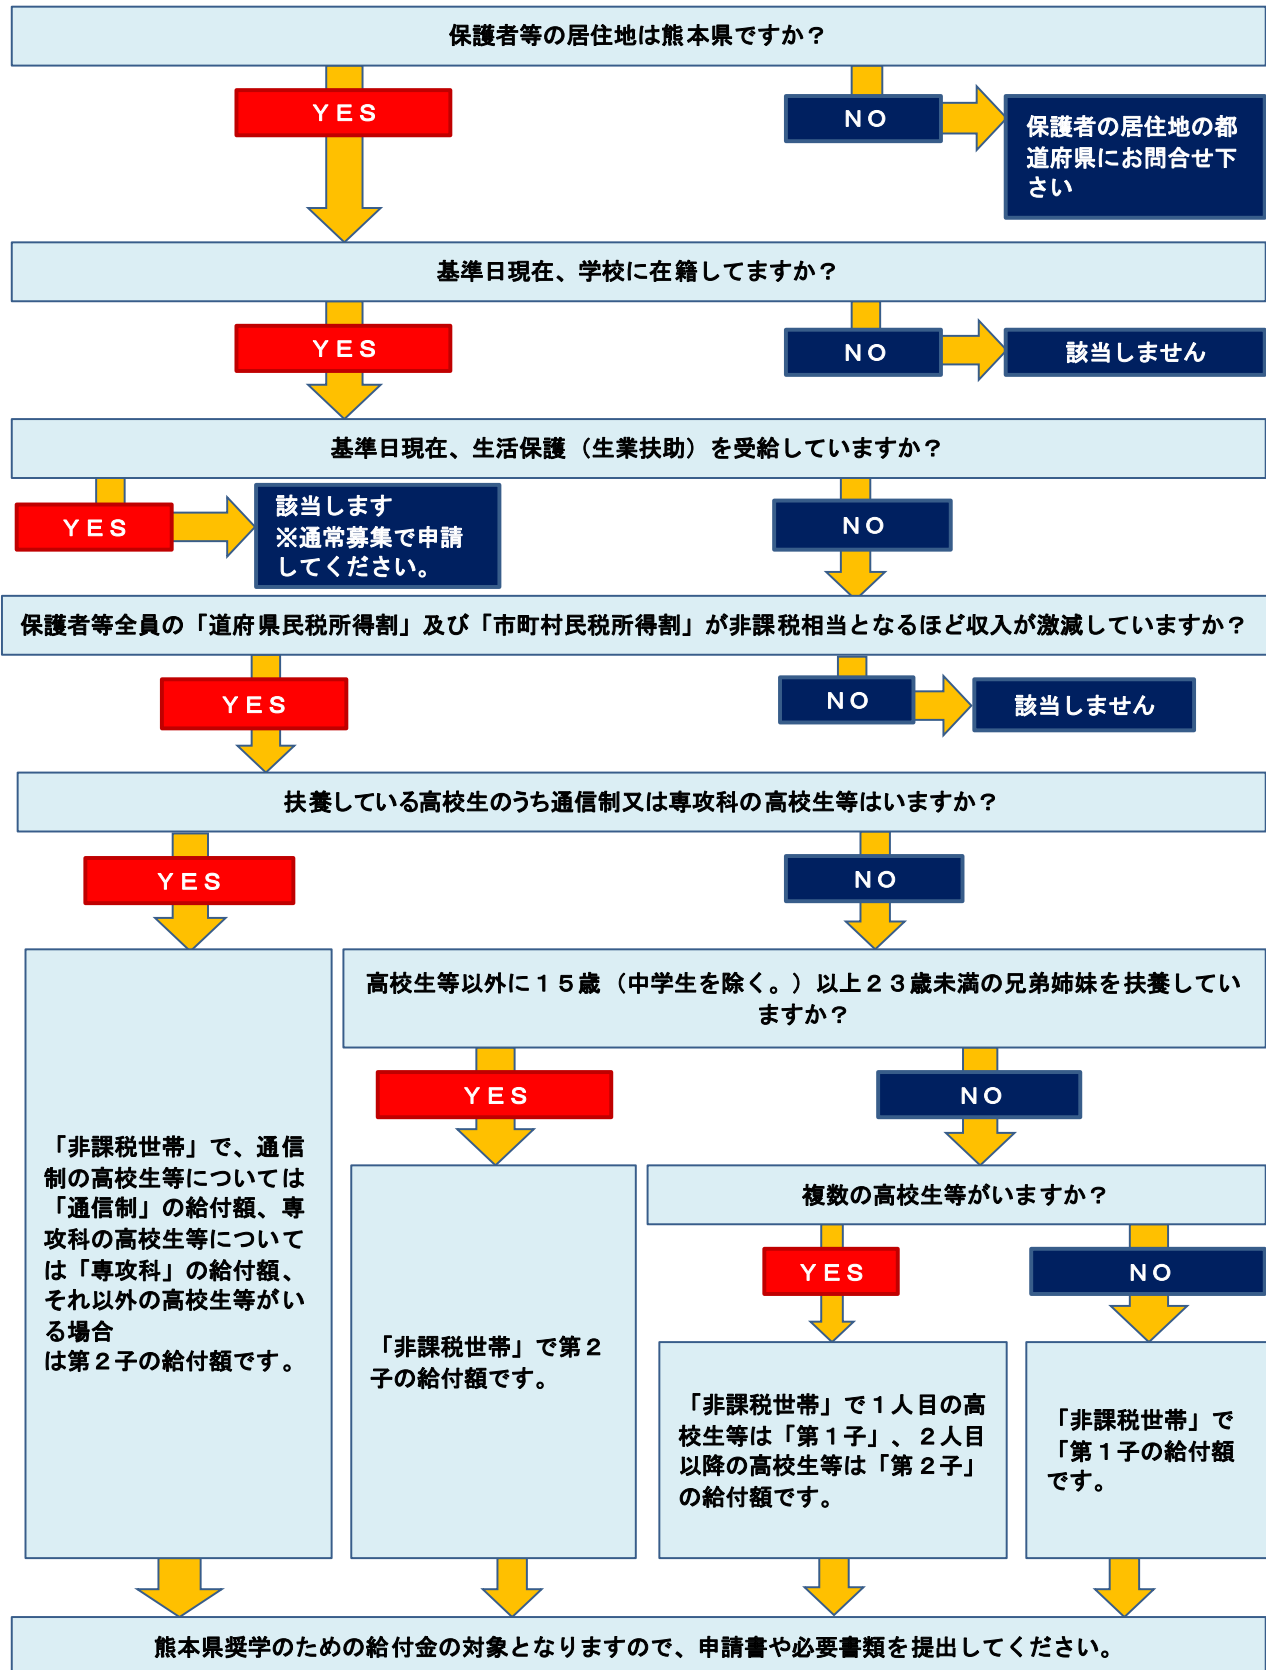 保護者等の居住地は熊本県ですか？
ＹＥＳ
ＮＯ
保護者の居住地の都
道府県にお問合せ下
さい
基準日現在、学校に在籍してますか？
ＹＥＳ
ＮＯ
該当しません
基準日現在、生活保護（生業扶助）を受給していますか？
ＹＥＳ
該当します
※通常募集で申請
してください。
ＮＯ
保護者等全員の「道府県民税所得割」及び「市町村民税所得割」が非課税相当となるほど収入が激減していますか？
ＹＥＳ
ＮＯ
該当しません
扶養している高校生のうち通信制又は専攻科の高校生等はいますか？
ＹＥＳ
ＮＯ
高校生等以外に１５歳（中学生を除く。）以上２３歳未満の兄弟姉妹を扶養してい
ますか？
ＹＥＳ
ＮＯ
「非課税世帯」で、通信
制の高校生等については
「通信制」の給付額、専
攻科の高校生等について
は「専攻科」の給付額、
それ以外の高校生等がい
る場合
は第２子の給付額です。
「非課税世帯」で第２
子の給付額です。
複数の高校生等がいますか？
ＹＥＳ
ＮＯ
「非課税世帯」で１人目の高
校生等は「第１子」、２人目
以降の高校生等は「第２子」
の給付額です。
「非課税世帯」で
「第１子の給付額
です。
熊本県奨学のための給付金の対象となりますので、申請書や必要書類を提出してください。